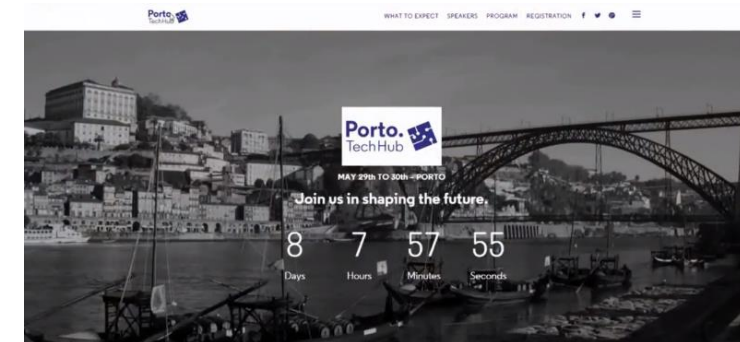 Porto.
TechHub
WHAT TO EXPECT SPEAKERS PROGRAM REGISTRATION
Porto.
TechHub
MAY 29th TO 30th – PORTO
Join us in shaping the future.
8 7 57 55
Days Hours Minutes Seconds